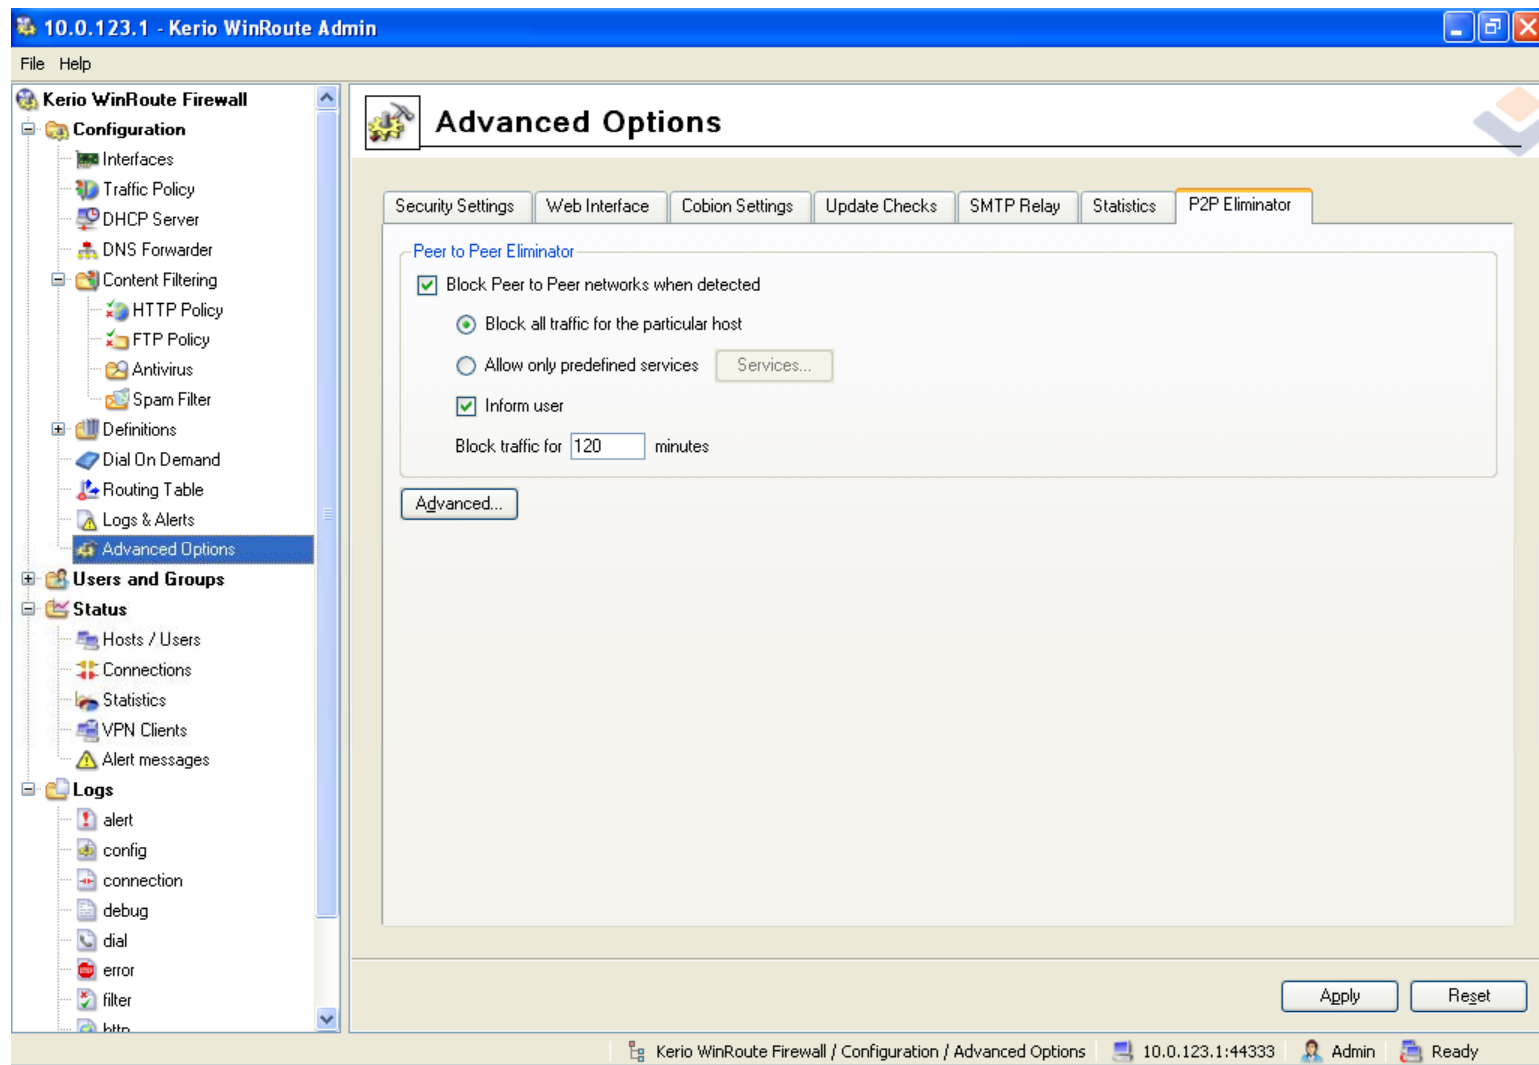 10.0.123.1 - Kerio WinRoute Admin
File Help
Kerio WinRoute Firewall
Configuration
Interfaces
Traffic Policy
DHCP Server
DNS Forwarder
Content Filtering
HTTP Policy
FTP Policy
Antivirus
Spam Filter
Definitions
Dial On Demand
Routing Table
Logs & Alerts
Advanced Options
Users and Groups
Status
Hosts / Users
Connections
Statistics
VPN Clients
Alert messages
Logs
alert
config
connection
debug
dial
error
filter
http
Advanced Options
Security Settings Web Interface Cobion Settings Update Checks SMTP Relay Statistics P2P Eliminator
Peer to Peer Eliminator
Block Peer to Peer networks when detected
Block all traffic for the particular host
Allow only predefined services Services...
Inform user
Block traffic for 120 minutes
Advanced...
Apply Reset
Kerio WinRoute Firewall / Configuration / Advanced Options 10.0.123.1:44333 Admin Ready